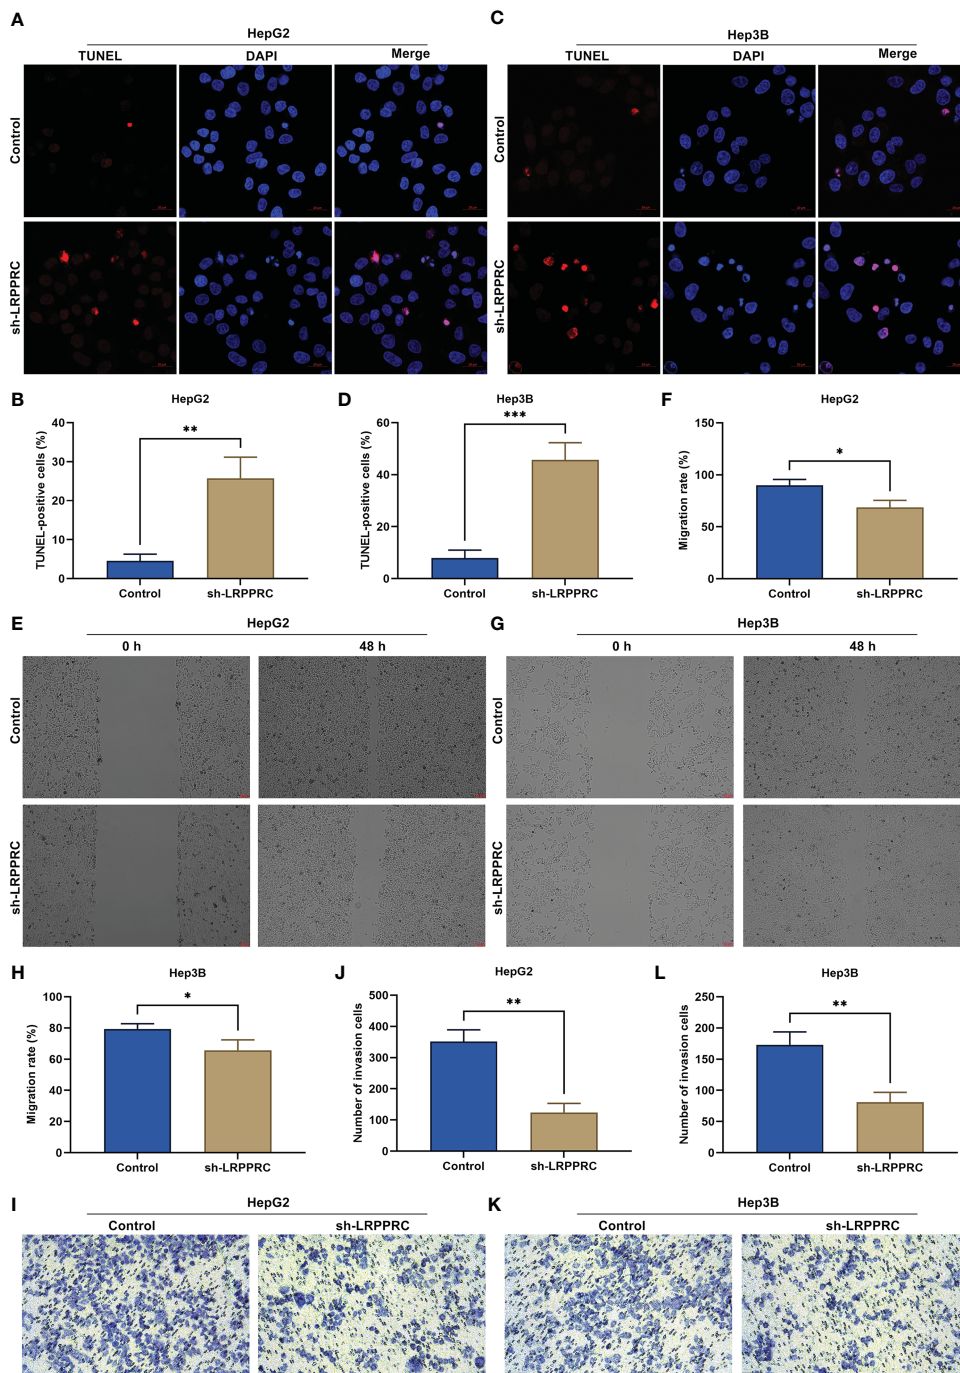 A
HepG2
TUNEL DAPI Merge
Control
sh-LRPPRC
C
Hep3B
TUNEL DAPI Merge
Control
sh-LRPPRC
B
HepG2
TUNEL-positive cells (%)
40
30
20
10
0
**
Control sh-LRPPRC
D
Hep3B
TUNEL-positive cells (%)
60
40
20
0
***
Control sh-LRPPRC
F
HepG2
Migration rate (%)
150
100
50
0
*
Control sh-LRPPRC
E
HepG2
0 h 48 h
Control
sh-LRPPRC
G
Hep3B
0 h 48 h
Control
sh-LRPPRC
H
Hep3B
Migration rate (%)
100
80
60
40
20
0
*
Control sh-LRPPRC
J
HepG2
Number of invasion cells
500
400
300
200
100
0
**
Control sh-LRPPRC
L
Hep3B
Number of invasion cells
250
200
150
100
50
0
**
Control sh-LRPPRC
I
HepG2
Control sh-LRPPRC
K
Hep3B
Control sh-LRPPRC